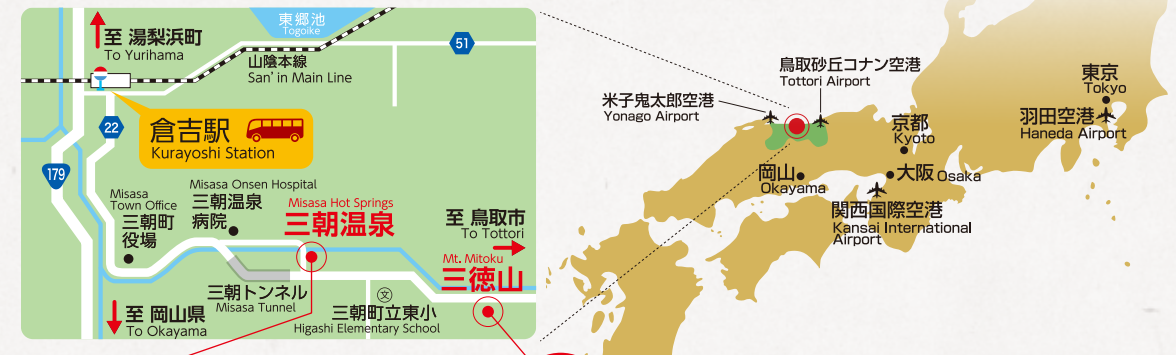 東郷池
Togoike
至 湯梨浜町
To Yurihama
山陰本線
San'in Main Line
51
倉吉駅
Kurayoshi Station
22
179
Misasa
Town Office
三朝町
役場
Misasa Onsen Hospital
三朝温泉
病院
Misasa Hot Springs
三朝温泉
至 鳥取市
To Tottori
Mt. Mitoku
三徳山
三朝トンネル
Misasa Tunnel
文
三朝町立東小
Higashi Elementary School
至 岡山県
To Okayama
鳥取砂丘コナン空港
Tottori Airport
米子鬼太郎空港
Yonago Airport
京都
Kyoto
岡山
Okayama
大阪 Osaka
関西国際空港
Kansai International
Airport
東京
Tokyo
羽田空港
Haneda Airport